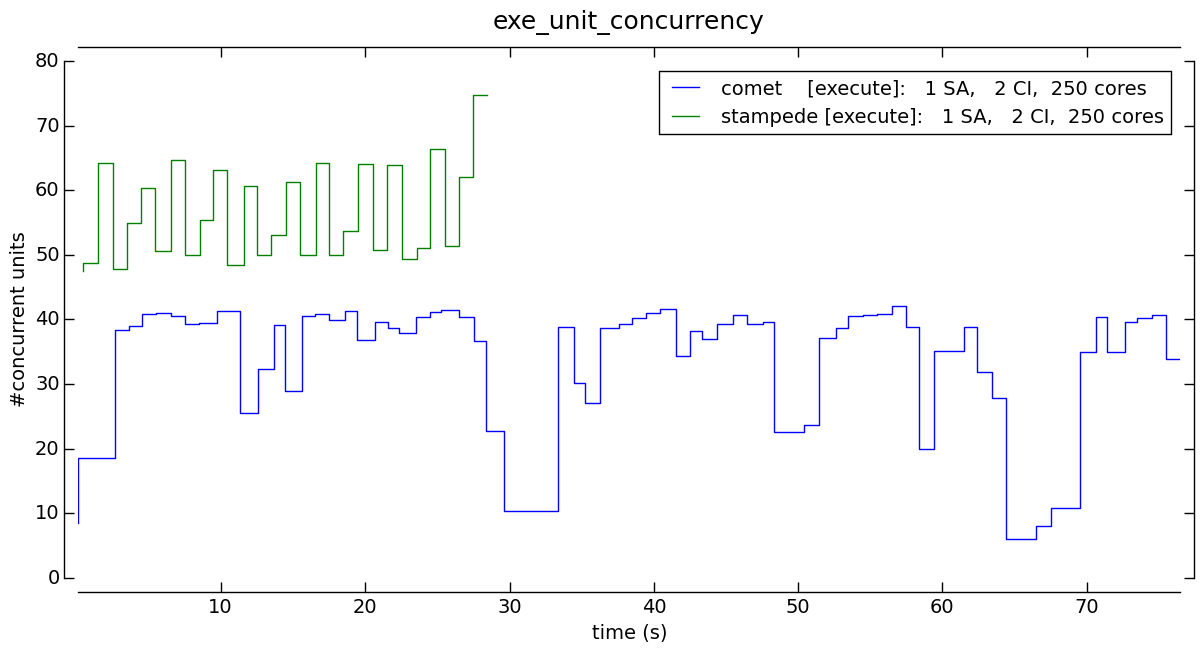 exe_unit_concurrency
80
70
60
50
40
30
20
10
0
#concurrent units
comet [execute]: 1 SA, 2 CI, 250 cores
stampede [execute]: 1 SA, 2 CI, 250 cores
10 20 30 40 50 60 70
time (s)